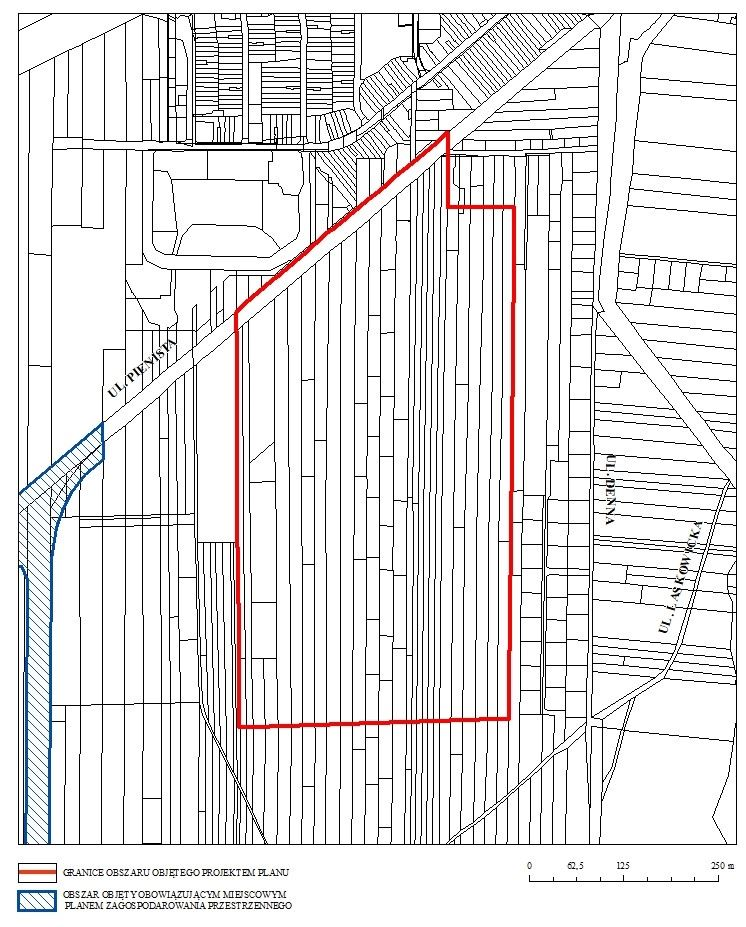 UL. PIENISTA
UL. DENNA
UL. ŁASKOWICKA
GRANICE OBSZARU OBJĘTEGO PROJEKTEM PLANU
OBSZAR OBJĘTY OBOWIĄZUJĄCYM MIEJSCOWYM
PLANEM ZAGOSPODAROWANIA PRZESTRZENNEGO
0 62,5 125 250 m